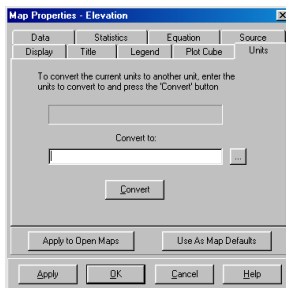 Map Properties - Elevation
Data Statistics Equation Source
Display Title Legend Plot Cube Units
To convert the current units to another unit, enter the
units to convert to and press the 'Convert' button
Convert to:
...
Convert
Apply to Open Maps Use As Map Defaults
Apply OK Cancel Help